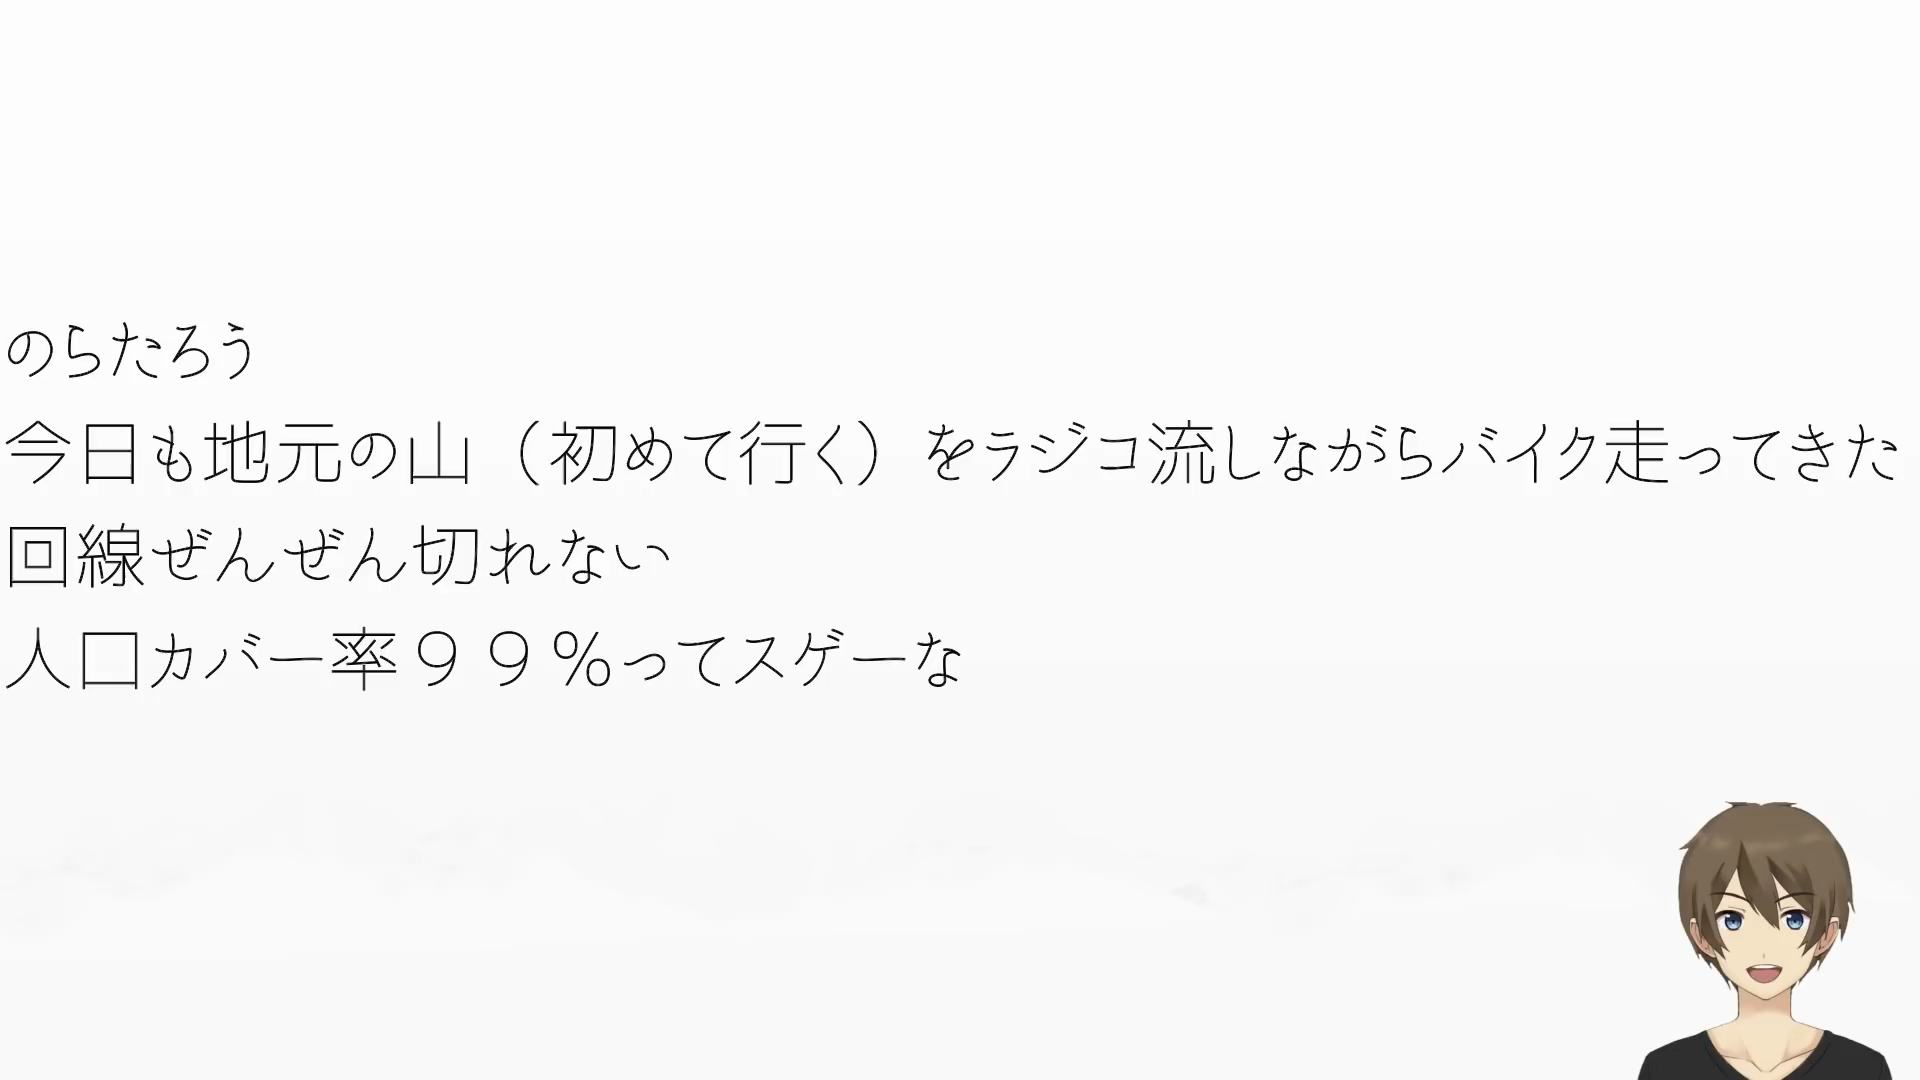 のらたろう
今日も地元の山（初めて行く）をラジコ流しながらバイク走ってきた
回線ぜんぜん切れない
人口カバー率９９％ってスゲーな